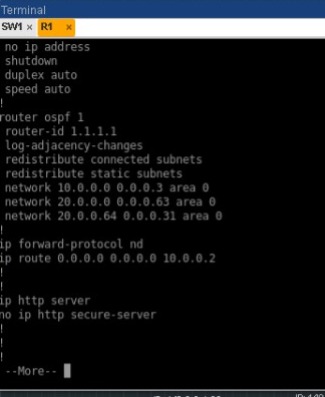 Terminal
SW1 × R1 ×
no ip address
shutdown
duplex auto
speed auto
!
router ospf 1
router-id 1.1.1.1
log-adjacency-changes
redistribute connected subnets
redistribute static subnets
network 10.0.0.0 0.0.0.3 area 0
network 20.0.0.0 0.0.0.63 area 0
network 20.0.0.64 0.0.0.31 area 0
!
ip forward-protocol nd
ip route 0.0.0.0 0.0.0.0 10.0.0.2
!
!
ip http server
no ip http secure-server
!
!
!
--More--